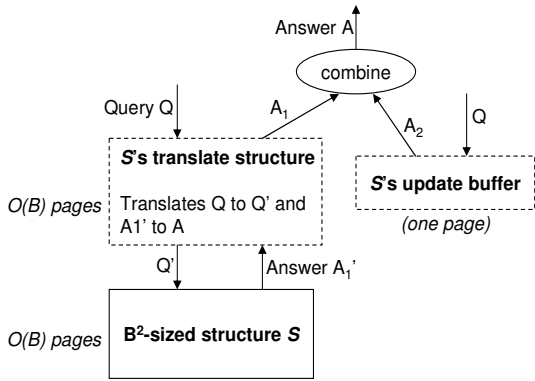 Answer A
combine
Query Q
A₁
A₂
Q
S's translate structure
Translates Q to Q' and
A1' to A
O(B) pages
S's update buffer
(one page)
Q'
Answer A₁'
B²-sized structure S
O(B) pages